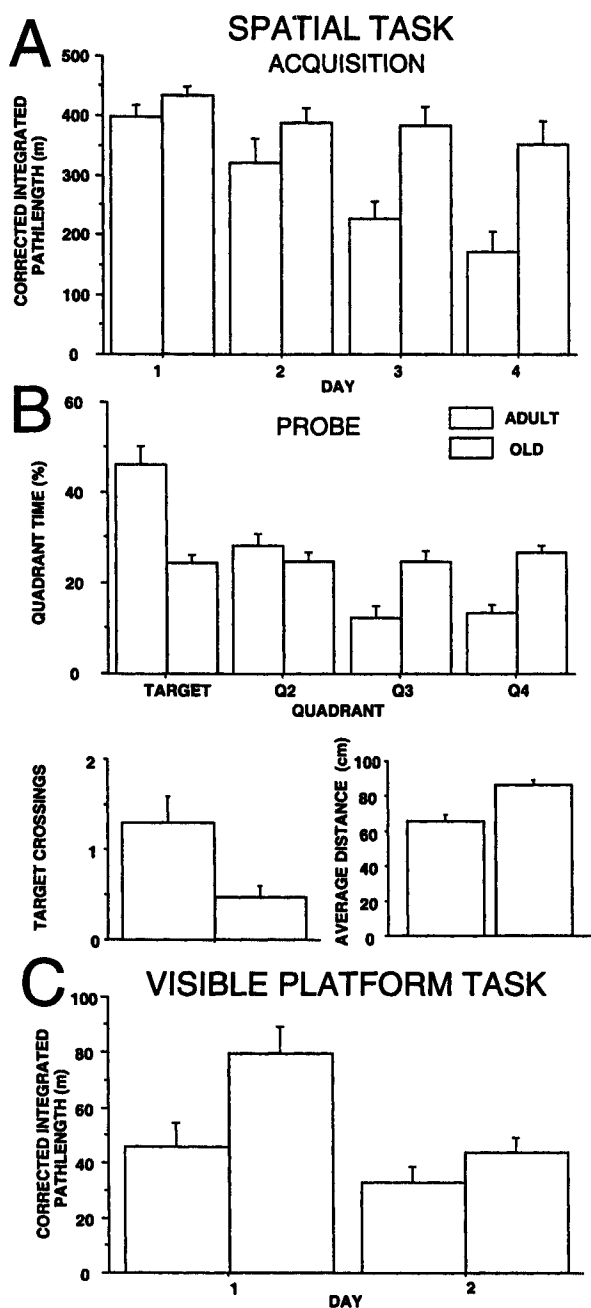 A
SPATIAL TASK
ACQUISITION
CORRECTED INTEGRATED
PATHLENGTH (m)
500
400
300
200
100
0
1 2 3 4
DAY
B
PROBE
ADULT
OLD
QUADRANT TIME (%)
60
40
20
0
TARGET Q2 Q3 Q4
QUADRANT
TARGET CROSSINGS
2
1
0
AVERAGE DISTANCE (cm)
100
80
60
40
20
0
C
VISIBLE PLATFORM TASK
CORRECTED INTEGRATED
PATHLENGTH (m)
100
80
60
40
20
0
1 2
DAY